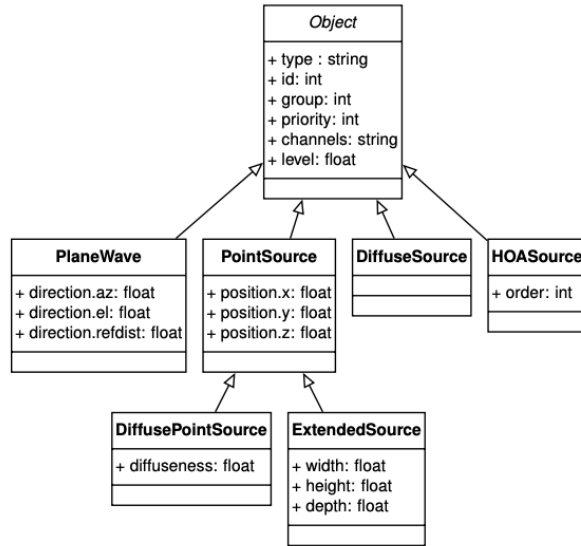 Object
+ type : string
+ id: int
+ group: int
+ priority: int
+ channels: string
+ level: float
PlaneWave
+ direction.az: float
+ direction.el: float
+ direction.refdist: float
PointSource
+ position.x: float
+ position.y: float
+ position.z: float
DiffuseSource
HOASource
+ order: int
DiffusePointSource
+ diffuseness: float
ExtendedSource
+ width: float
+ height: float
+ depth: float